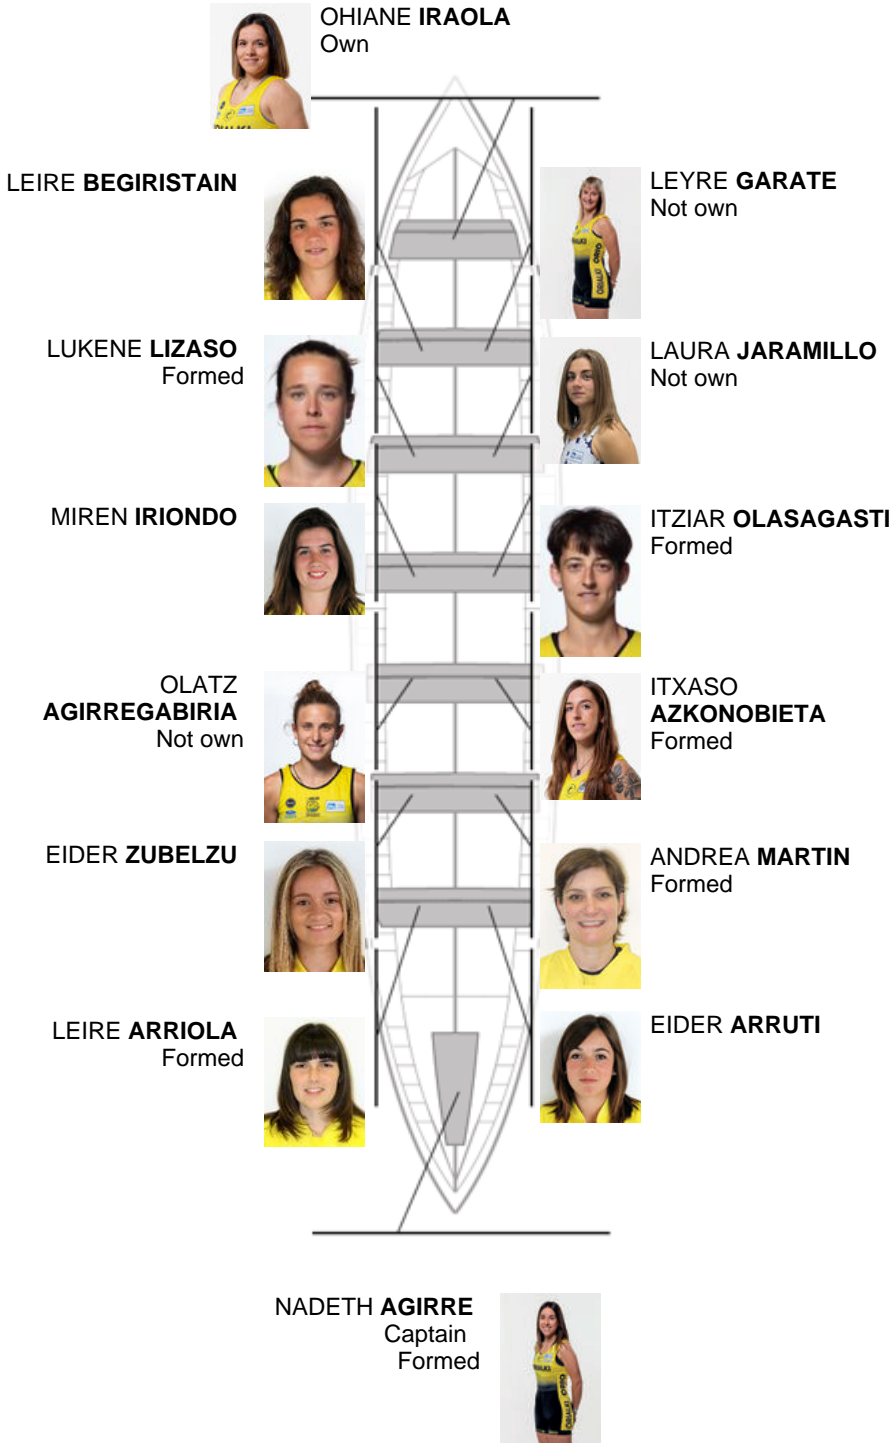 OHIANE IRAOLA
Own
LEIRE BEGIRISTAIN
LEYRE GARATE
Not own
LUKENE LIZASO
Formed
LAURA JARAMILLO
Not own
MIREN IRIONDO
ITZIAR OLASAGASTI
Formed
OLATZ
AGIRREGABIRIA
Not own
ITXASO
AZKONOBIETA
Formed
EIDER ZUBELZU
ANDREA MARTIN
Formed
LEIRE ARRIOLA
Formed
EIDER ARRUTI
NADETH AGIRRE
Captain
Formed